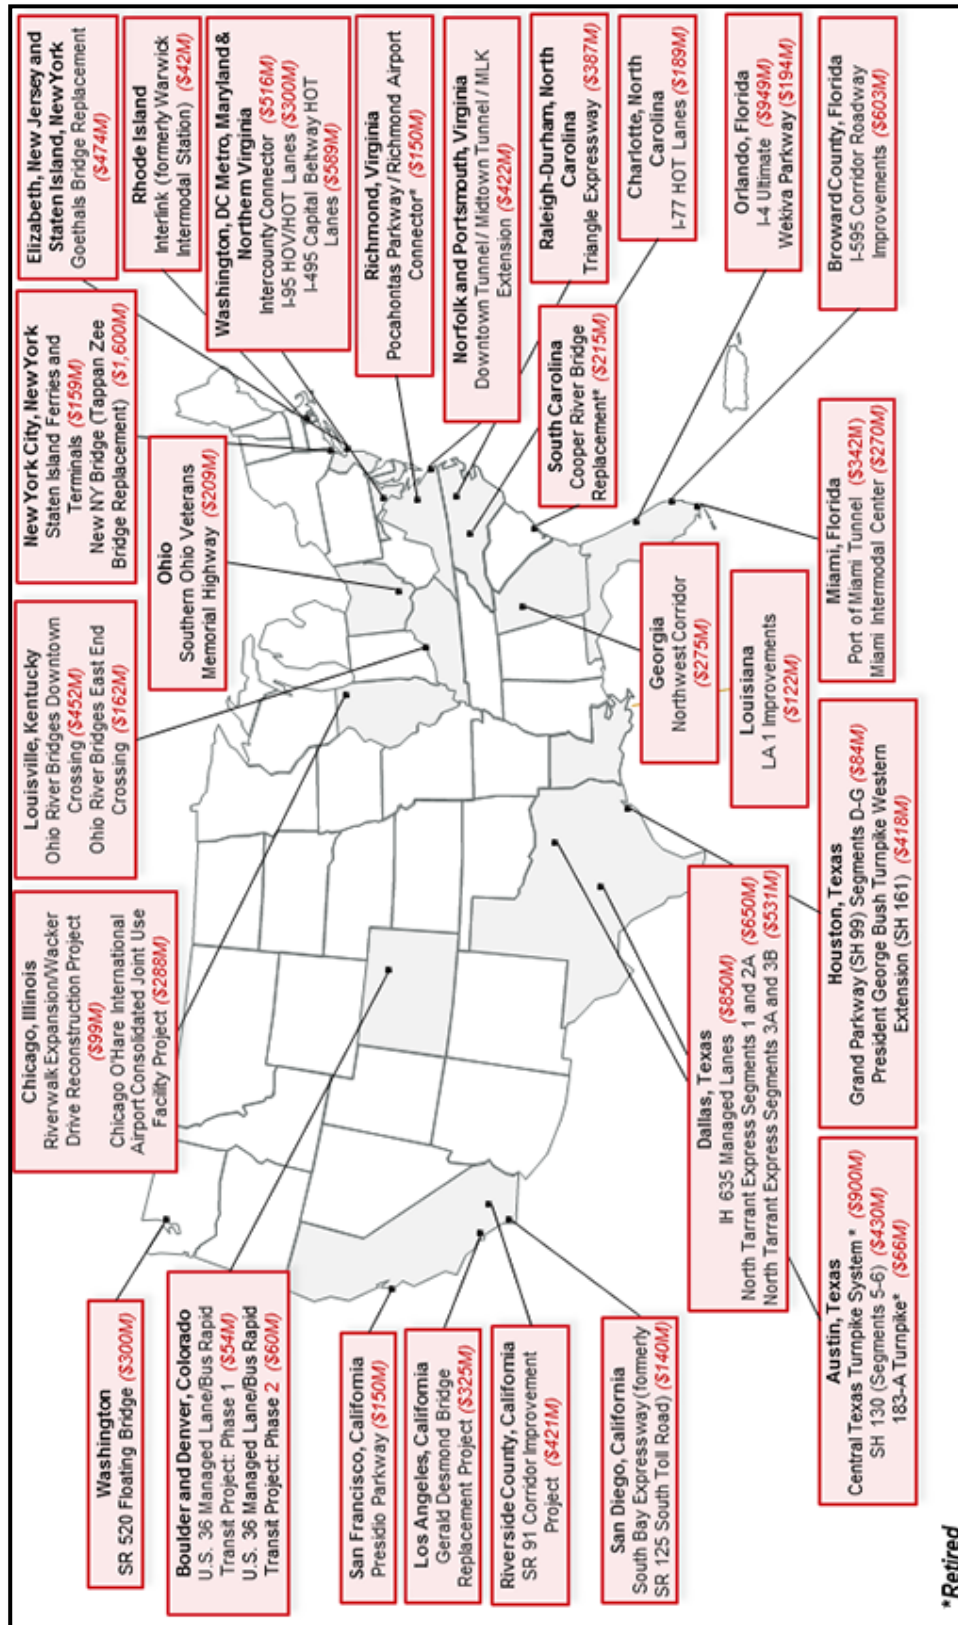 Washington
SR 520 Floating Bridge ($300M)
Boulder and Denver, Colorado
U.S. 36 Managed Lane/Bus Rapid
Transit Project: Phase 1 ($54M)
U.S. 36 Managed Lane/Bus Rapid
Transit Project: Phase 2 ($60M)
San Francisco, California
Presidio Parkway ($150M)
Los Angeles, California
Gerald Desmond Bridge
Replacement Project ($325M)
Riverside County, California
SR 91 Corridor Improvement
Project ($421M)
San Diego, California
South Bay Expressway (formerly
SR 125 South Toll Road) ($140M)
Chicago, Illinois
Riverwalk Expansion/Wacker
Drive Reconstruction Project
($99M)
Chicago O'Hare International
Airport Consolidated Joint Use
Facility Project ($288M)
Louisville, Kentucky
Ohio River Bridges Downtown
Crossing ($452M)
Ohio River Bridges East End
Crossing ($162M)
Ohio
Southern Ohio Veterans
Memorial Highway ($209M)
New York City, New York
Staten Island Ferries and
Terminals ($159M)
New NY Bridge (Tappan Zee
Bridge Replacement) ($1,600M)
Elizabeth, New Jersey and
Staten Island, New York
Goethals Bridge Replacement
($474M)
Rhode Island
Interlink (formerly Warwick
Intermodal Station) ($42M)
Washington, DC Metro, Maryland &
Northern Virginia
Intercounty Connector ($516M)
I-95 HOV/HOT Lanes ($300M)
I-495 Capital Beltway HOT
Lanes ($589M)
Richmond, Virginia
Pocahontas Parkway / Richmond Airport
Connector* ($150M)
Norfolk and Portsmouth, Virginia
Downtown Tunnel / Midtown Tunnel / MLK
Extension ($422M)
Raleigh-Durham, North
Carolina
Triangle Expressway ($387M)
Charlotte, North
Carolina
I-77 HOT Lanes ($189M)
South Carolina
Cooper River Bridge
Replacement* ($215M)
Orlando, Florida
I-4 Ultimate ($949M)
Wekiva Parkway ($194M)
Broward County, Florida
I-595 Corridor Roadway
Improvements ($603M)
Miami, Florida
Port of Miami Tunnel ($342M)
Miami Intermodal Center ($270M)
Georgia
Northwest Corridor
($275M)
Louisiana
LA 1 Improvements
($122M)
Dallas, Texas
IH 635 Managed Lanes ($850M)
North Tarrant Express Segments 1 and 2A ($650M)
North Tarrant Express Segments 3A and 3B ($531M)
Houston, Texas
Grand Parkway (SH 99) Segments D-G ($84M)
President George Bush Turnpike Western
Extension (SH 161) ($418M)
Austin, Texas
Central Texas Turnpike System * ($900M)
SH 130 (Segments 5-6) ($430M)
183-A Turnpike* ($66M)
*Retired